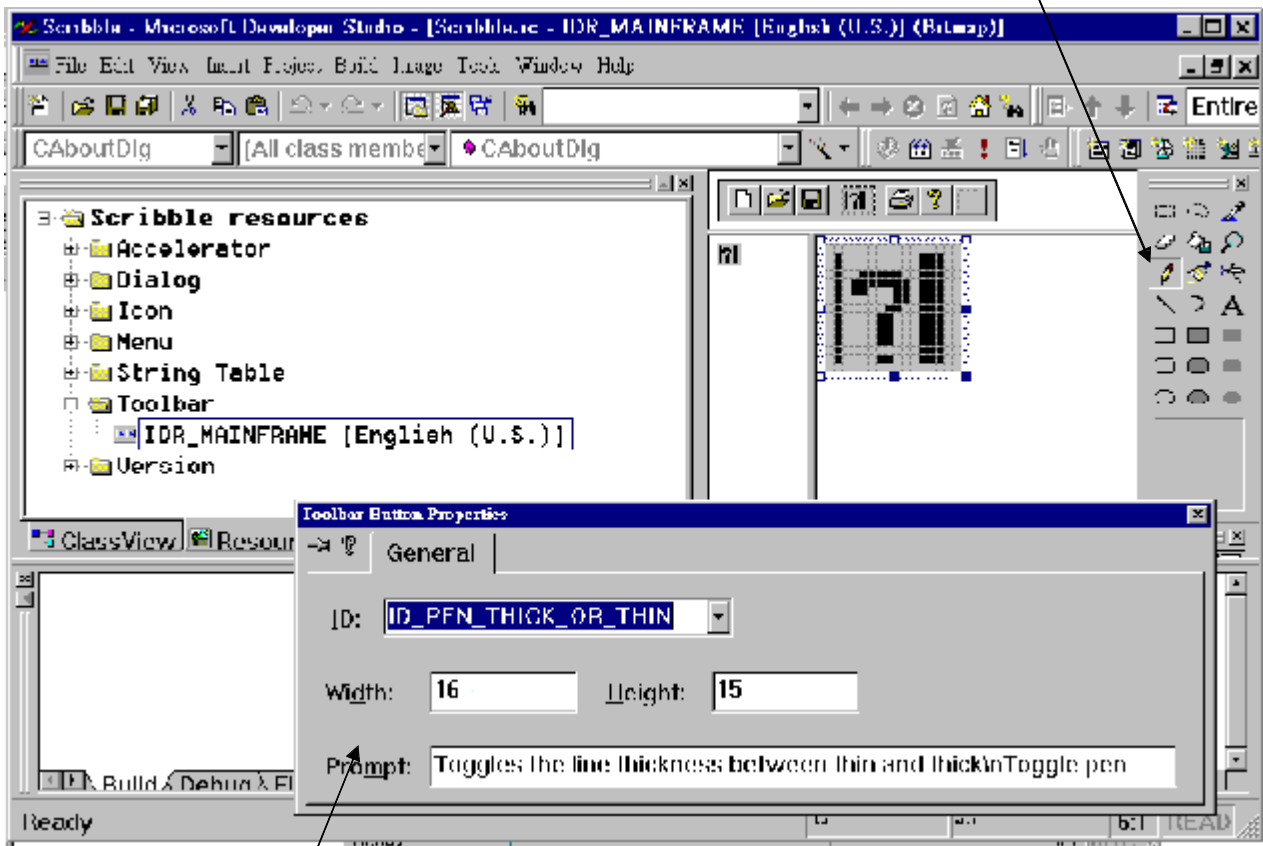 Scribble - Microsoft Developer Studio - [Scribble.rc - IDR_MAINFRAME [English (U.S.)] (Bitmap)]
File Edit View Insert Project Build Image Tools Window Help
Entire
CAboutDlg [All class membe CAboutDlg
Scribble resources
Accelerator
Dialog
Icon
Menu
String Table
Toolbar
IDR_MAINFRAME [English (U.S.)]
Version
ClassView Resour
Toolbar Button Properties
General
ID: ID_PEN_THICK_OR_THIN
Width: 16 Height: 15
Prompt: Toggles the line thickness between thin and thick\nToggle pen
Build Debug
Ready